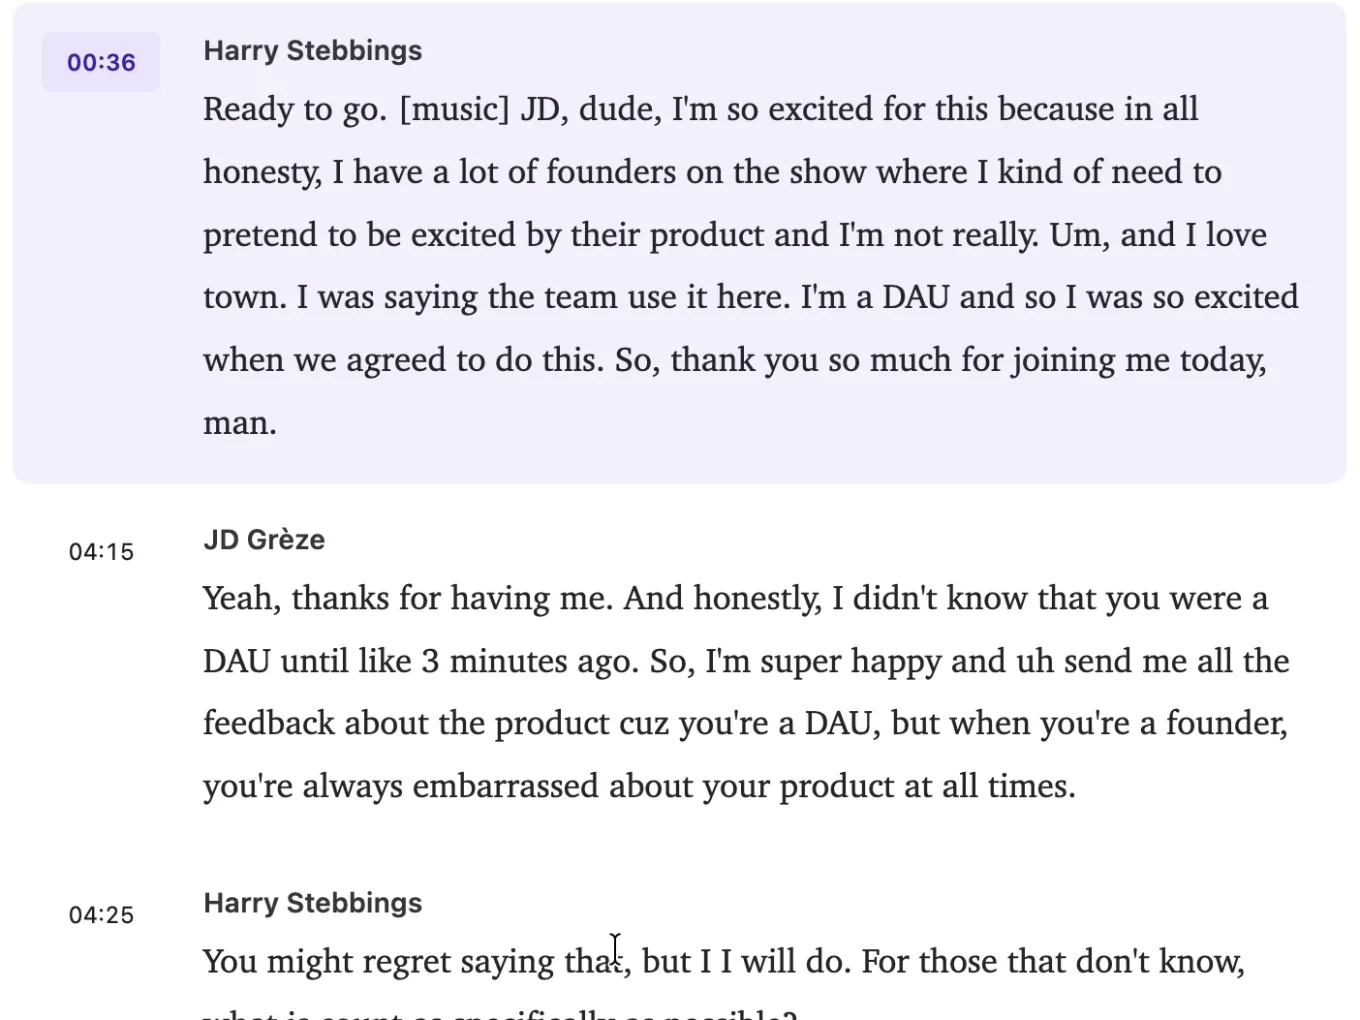 00:36
Harry Stebbings
Ready to go. [music] JD, dude, I'm so excited for this because in all
honesty, I have a lot of founders on the show where I kind of need to
pretend to be excited by their product and I'm not really. Um, and I love
town. I was saying the team use it here. I'm a DAU and so I was so excited
when we agreed to do this. So, thank you so much for joining me today,
man.
04:15
JD Grèze
Yeah, thanks for having me. And honestly, I didn't know that you were a
DAU until like 3 minutes ago. So, I'm super happy and uh send me all the
feedback about the product cuz you're a DAU, but when you're a founder,
you're always embarrassed about your product at all times.
04:25
Harry Stebbings
You might regret saying that, but I I will do. For those that don't know,
what is count as specifically as possible?